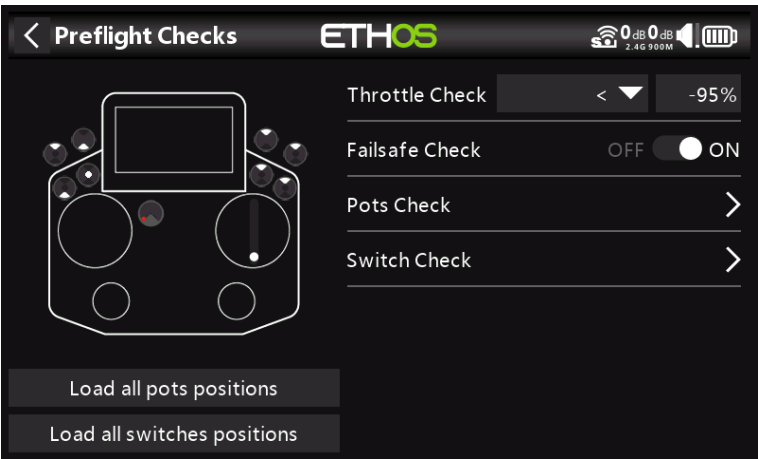 Preflight Checks
ETHOS
0dB 0dB
2.4G 900M
Throttle Check < -95%
Failsafe Check OFF ON
Pots Check
Switch Check
Load all pots positions
Load all switches positions